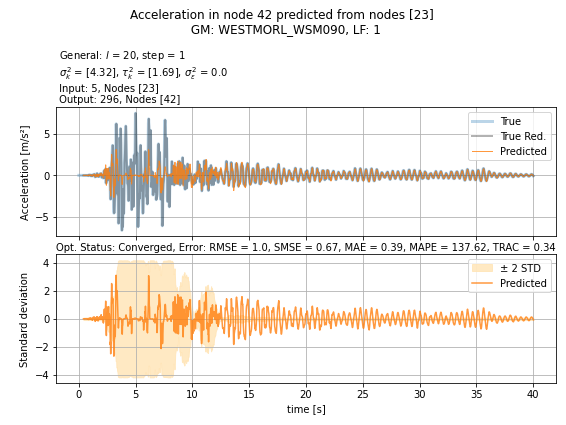 Acceleration in node 42 predicted from nodes [23]
GM: WESTMORL_WSM090, LF: 1
General: l = 20, step = 1
σ²ₖ = [4.32], τ²ₖ = [1.69], σ²ε = 0.0
Input: 5, Nodes [23]
Output: 296, Nodes [42]
Acceleration [m/s²]
5
0
−5
True
True Red.
Predicted
Opt. Status: Converged, Error: RMSE = 1.0, SMSE = 0.67, MAE = 0.39, MAPE = 137.62, TRAC = 0.34
Standard deviation
4
2
0
−2
−4
± 2 STD
Predicted
0 5 10 15 20 25 30 35 40
time [s]